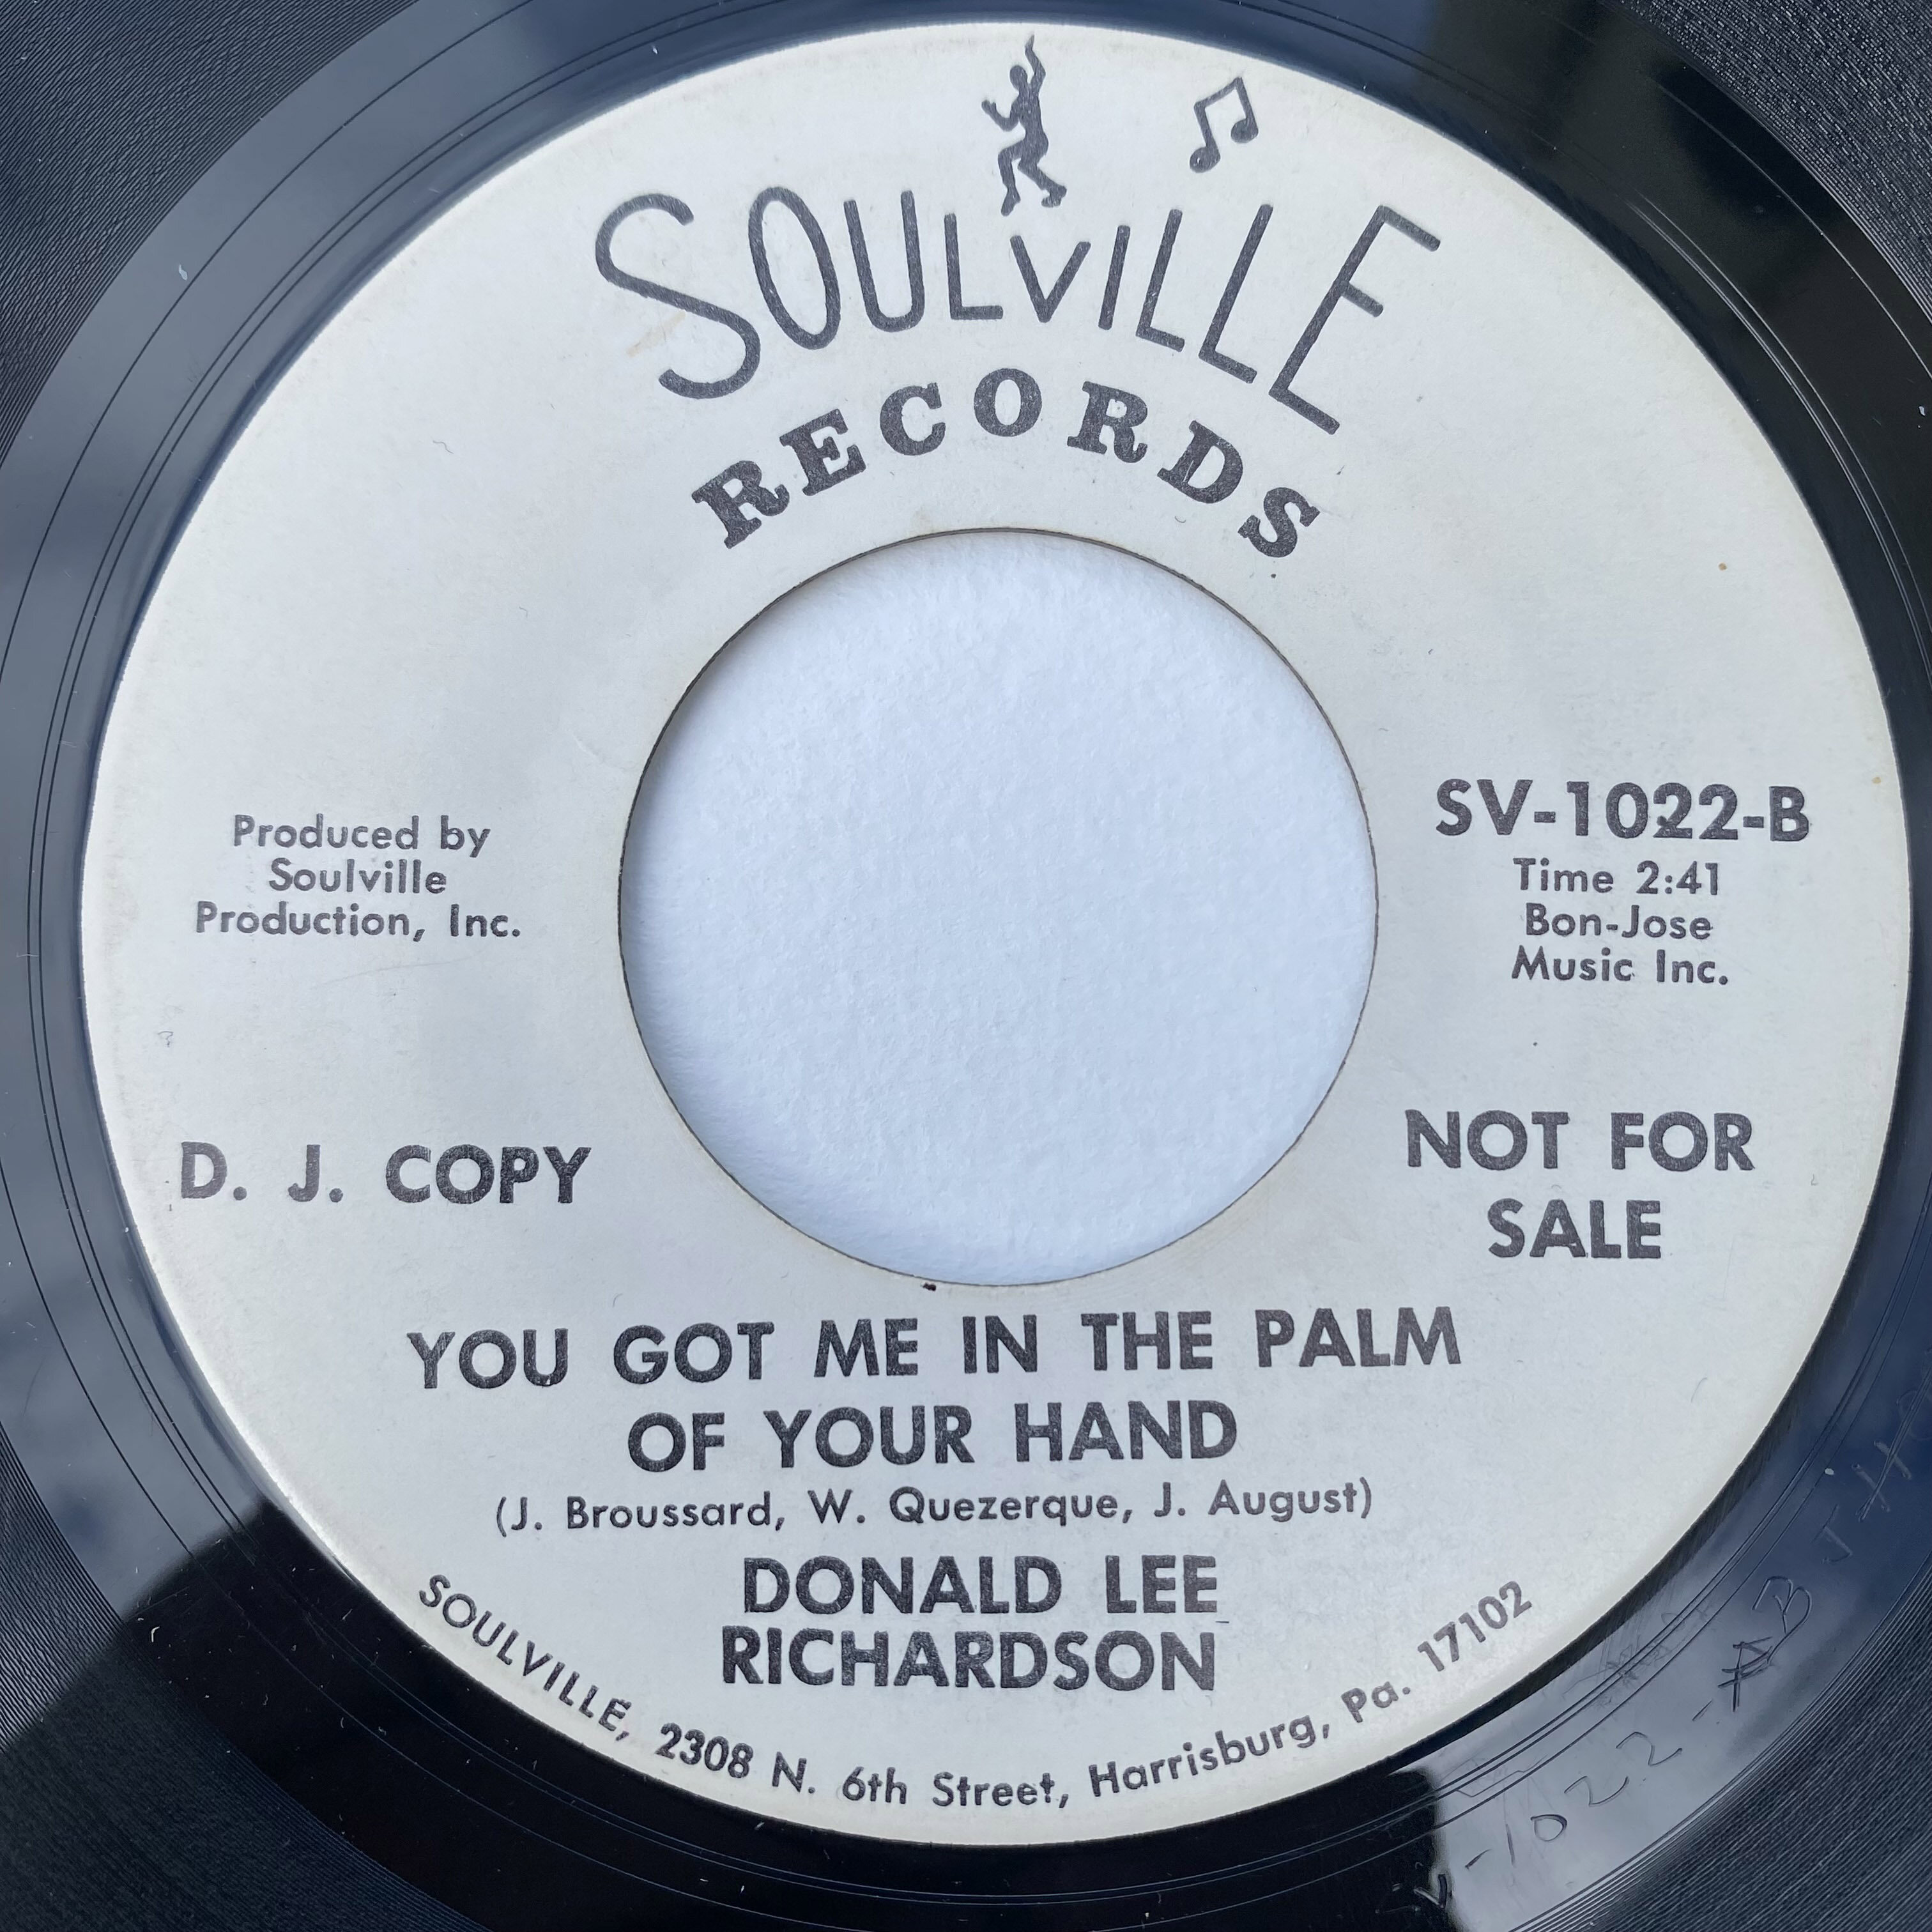 SOULVILLE
RECORDS
Produced by
Soulville
Production, Inc.
SV-1022-B
Time 2:41
Bon-Jose
Music Inc.
D. J. COPY
NOT FOR
SALE
YOU GOT ME IN THE PALM
OF YOUR HAND
(J. Broussard, W. Quezerque, J. August)
DONALD LEE
RICHARDSON
SOULVILLE, 2308 N. 6th Street, Harrisburg, Pa. 17102
-1022-